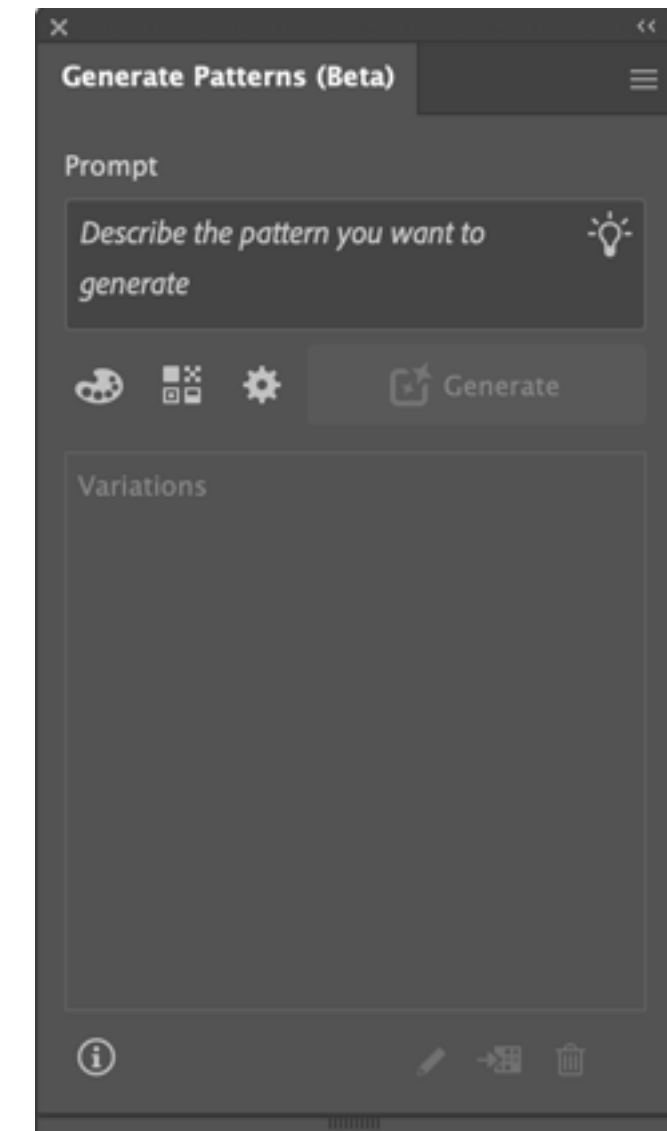 Generate Patterns (Beta)
Prompt
Describe the pattern you want to
generate
Generate
Variations